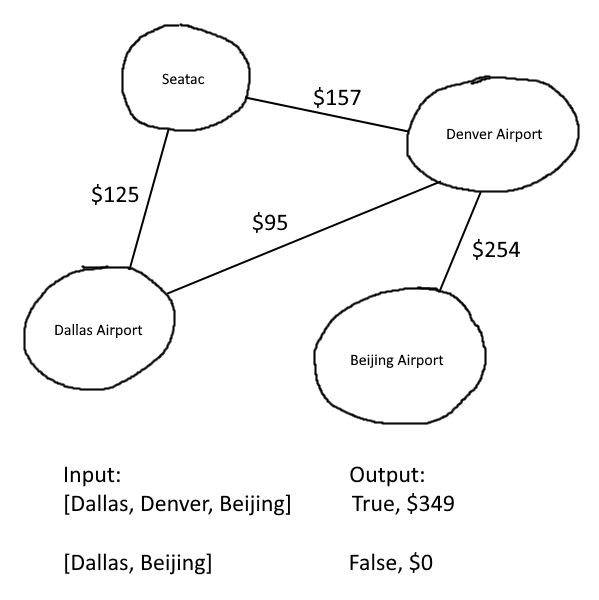 Seatac
$157
Denver Airport
$125
$95
$254
Dallas Airport
Beijing Airport
Input: Output:
[Dallas, Denver, Beijing] True, $349
[Dallas, Beijing] False, $0